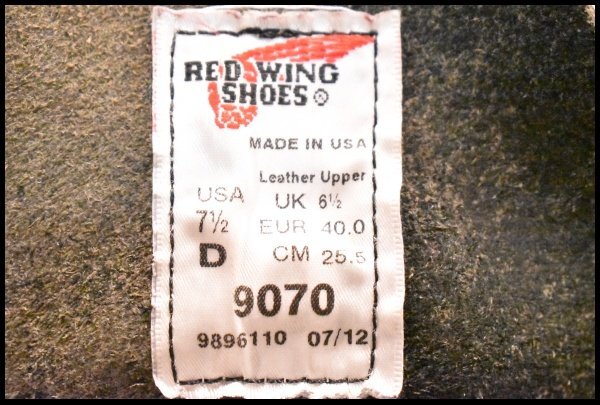 RED WING
SHOES®
MADE IN USA
Leather Upper
USA UK 6½
7½ EUR 40.0
D CM 25.5
9070
9896110 07/12